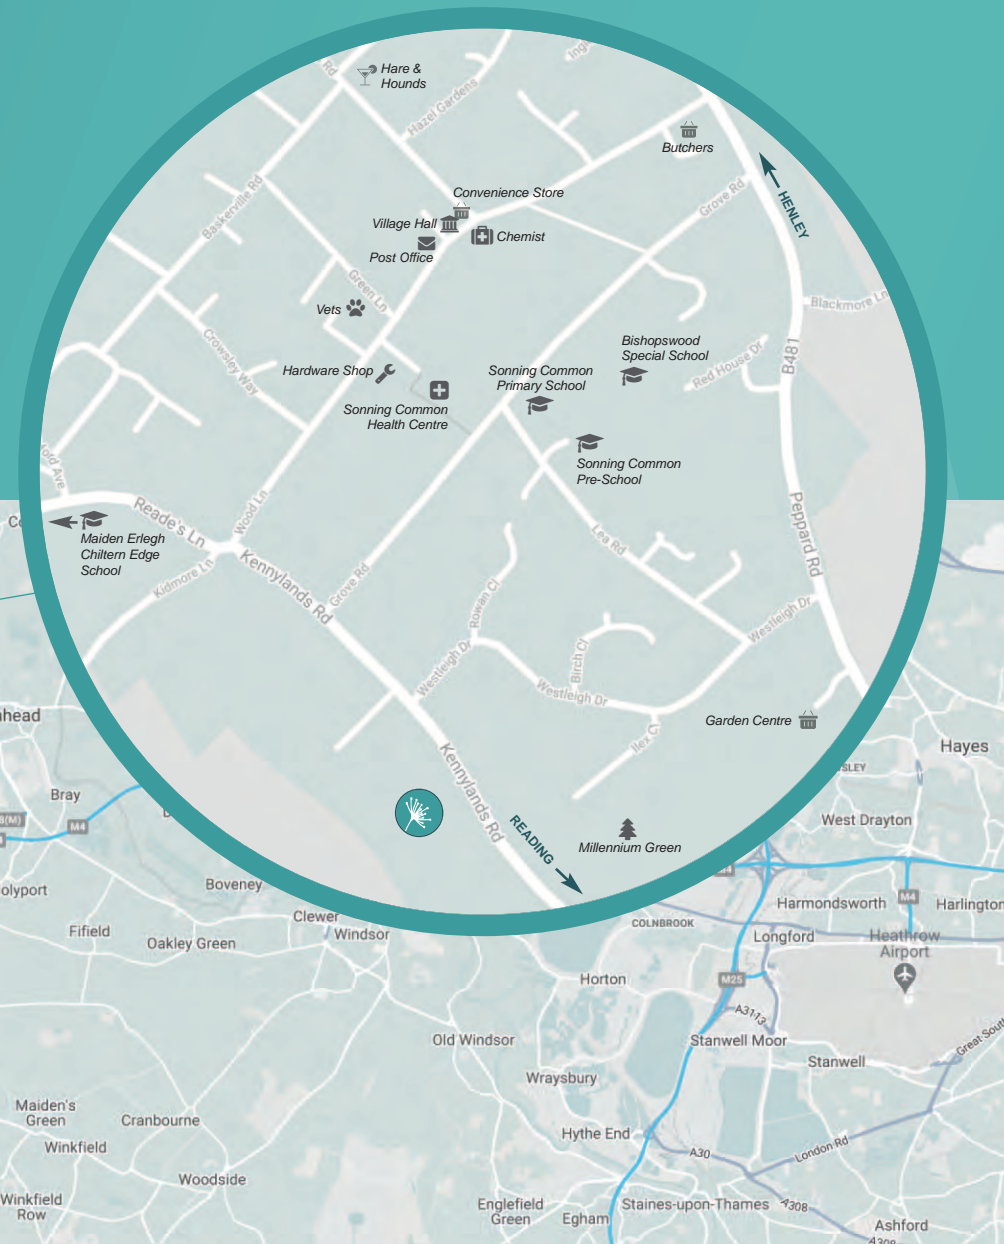 Rd
Hare &
Hounds
Hazel Gardens
Butchers
Convenience Store
Grove Rd
HENLEY
Baskerville Rd
Village Hall
Chemist
Post Office
Green Ln
Vets
Blackmore Ln
Crowsley Way
Bishopswood
Special School
B481
Red House Dr
Hardware Shop
Sonning Common
Primary School
Sonning Common
Health Centre
Sonning Common
Pre-School
Reade's Ln
Wood Ln
Peppard Rd
Maiden Erlegh
Chiltern Edge
School
Lea Rd
Kidmore Ln
Kennylands Rd
Grove Rd
Rowan Cl
Westleigh Dr
Westleigh Dr
Birch Cl
Westleigh Dr
Garden Centre
Ilex Cl
Kennylands Rd
READING
Millennium Green
Hayes
Bray
M4
West Drayton
Boveney
M4
Harmondsworth
Harlington
Clewer
Windsor
COLNBROOK
Fifield
Oakley Green
Longford
Heathrow
Airport
Horton
M25
A3113
Old Windsor
Stanwell Moor
Great South
Stanwell
Wraysbury
Maiden's
Green
Cranbourne
Hythe End
Winkfield
A30
London Rd
Woodside
Winkfield
Row
Englefield
Green
Staines-upon-Thames
A308
Egham
Ashford
A308